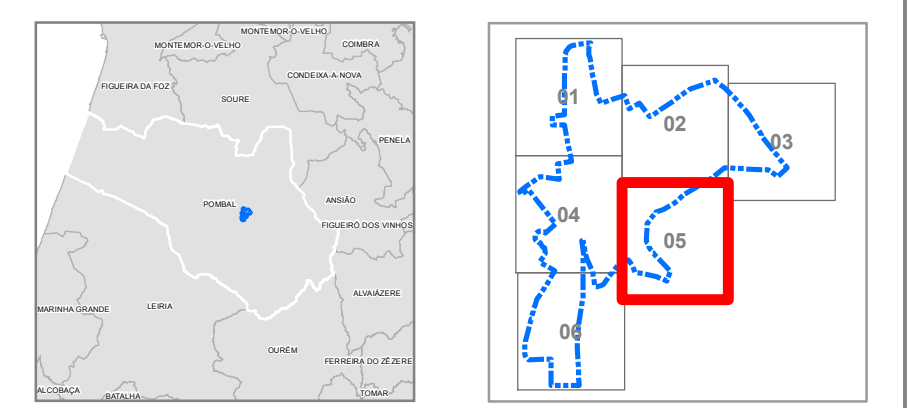 MONTEMOR-O-VELHO
MONTEMOR-O-VELHO
COIMBRA
CONDEIXA-A-NOVA
FIGUEIRA DA FOZ
SOURE
PENELA
ANSIÃO
POMBAL
FIGUEIRÓ DOS VINHOS
ALVAIÁZERE
LEIRIA
MARINHA GRANDE
OURÉM
FERREIRA DO ZÊZERE
ALCOBAÇA
BATALHA
TOMAR
01
02
03
04
05
06